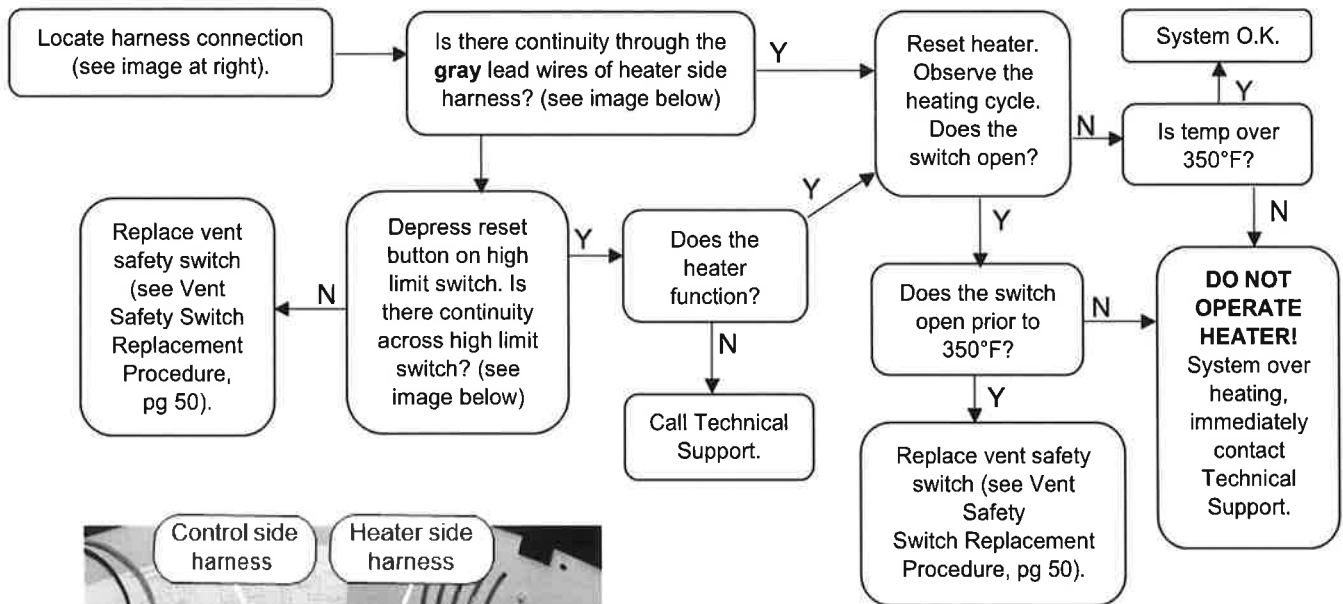 Locate harness connection
(see image at right).
Is there continuity through the
gray lead wires of heater side
harness? (see image below)
Y
Reset heater.
Observe the
heating cycle.
Does the
switch open?
N
System O.K.
Y
Is temp over
350°F?
N
Replace vent
safety switch
(see Vent
Safety Switch
Replacement
Procedure,
pg 50).
N
Depress reset
button on high
limit switch. Is
there continuity
across high limit
switch? (see
image below)
Y
Does the
heater
function?
Y
N
Call Technical
Support.
Y
Does the switch
open prior to
350°F?
N
Y
Replace vent safety
switch (see Vent
Safety
Switch Replacement
Procedure, pg 50).
DO NOT
OPERATE
HEATER!
System over
heating,
immediately
contact
Technical
Support.
Control side
harness
Heater side
harness